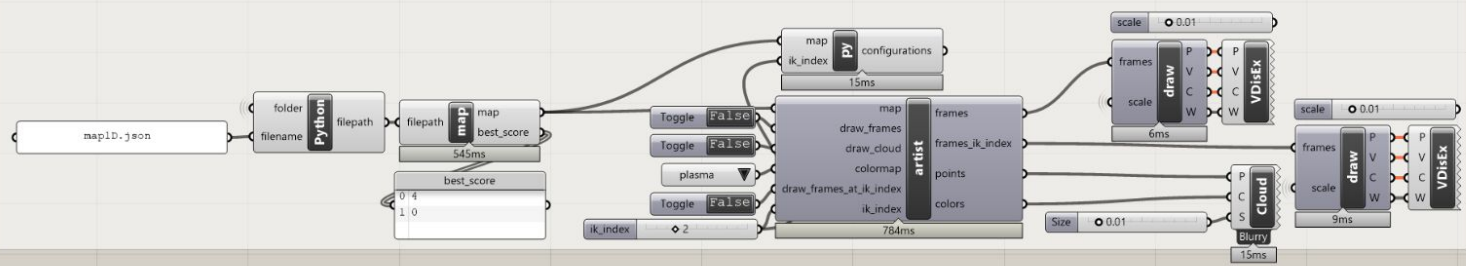 map1D.json
folder
filename
Python
filepath
filepath
map
map
best_score
545ms
best_score
0 4
1 0
map
ik_index
py
configurations
15ms
Toggle False
Toggle False
plasma
Toggle False
ik_index 2
map
draw_frames
draw_cloud
colormap
draw_frames_at_ik_index
ik_index
artist
frames
frames_ik_index
points
colors
784ms
scale 0.01
frames
scale
draw
P
V
C
W
6ms
P
V
C
W
VDisEx
Size 0.01
P
C
S
Cloud
Blurry
15ms
scale 0.01
frames
scale
draw
P
V
C
W
9ms
P
V
C
W
VDisEx